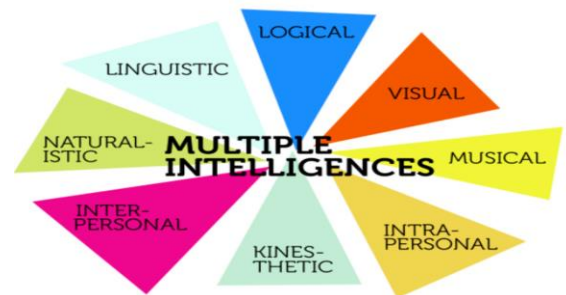 LOGICAL
LINGUISTIC
VISUAL
NATURAL-
ISTIC
MULTIPLE
INTELLIGENCES
MUSICAL
INTER-
PERSONAL
KINES-
THETIC
INTRA-
PERSONAL